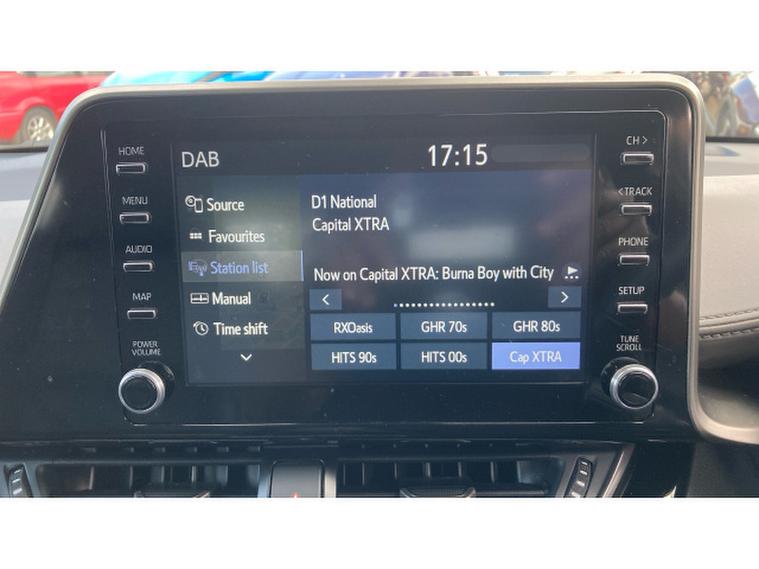 HOME
MENU
AUDIO
MAP
POWER
VOLUME
DAB
17:15
Source
Favourites
Station list
Manual
Time shift
D1 National
Capital XTRA
Now on Capital XTRA: Burna Boy with City
RXOasis
GHR 70s
GHR 80s
HITS 90s
HITS 00s
Cap XTRA
CH >
< TRACK
PHONE
SETUP
TUNE
SCROLL